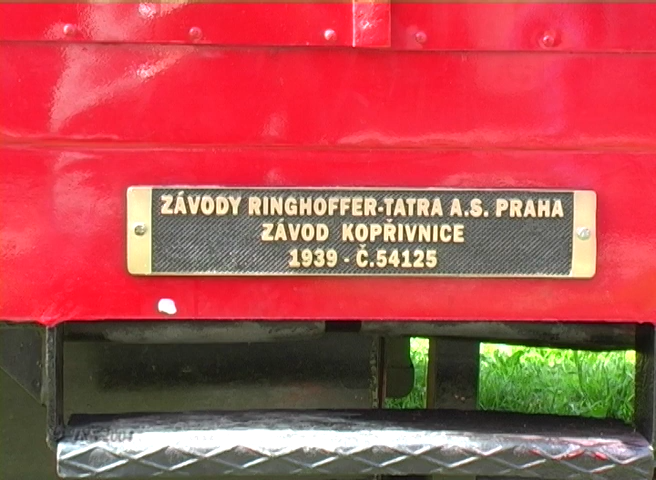 ZÁVODY RINGHOFFER-TATRA A.S. PRAHA
ZÁVOD KOPŘIVNICE
1939 - Č.54125